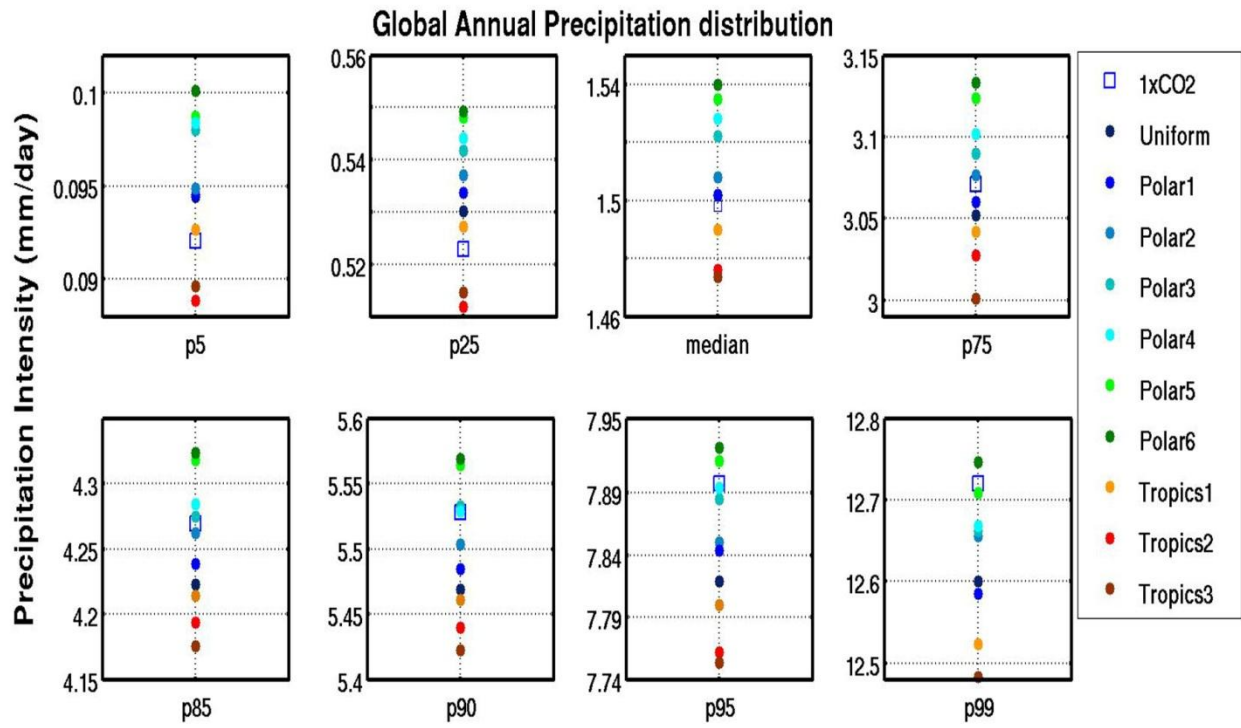 Global Annual Precipitation distribution
Precipitation Intensity (mm/day)
0.1
0.095
0.09
p5
0.56
0.54
0.52
p25
1.54
1.5
1.46
median
3.15
3.1
3.05
3
p75
4.3
4.25
4.2
4.15
p85
5.6
5.55
5.5
5.45
5.4
p90
7.95
7.89
7.84
7.79
7.74
p95
12.8
12.7
12.6
12.5
p99
1xCO2
Uniform
Polar1
Polar2
Polar3
Polar4
Polar5
Polar6
Tropics1
Tropics2
Tropics3